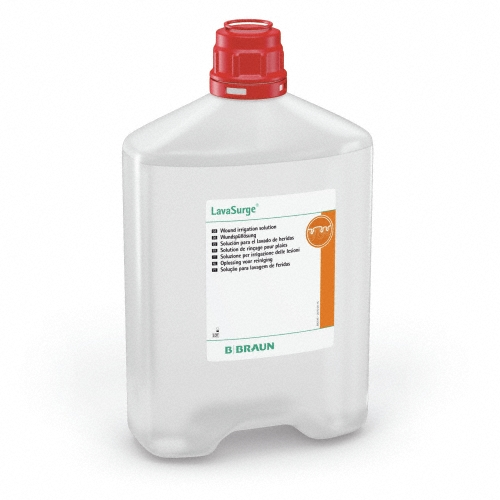 LavaSurge®
Wound irrigation solution
Wundspüllösung
Solución para el lavado de heridas
Solution de rinçage pour plaies
Soluzione per irrigazione delle lesioni
Oplossing voor reiniging
Solução para lavagem de feridas
B|BRAUN